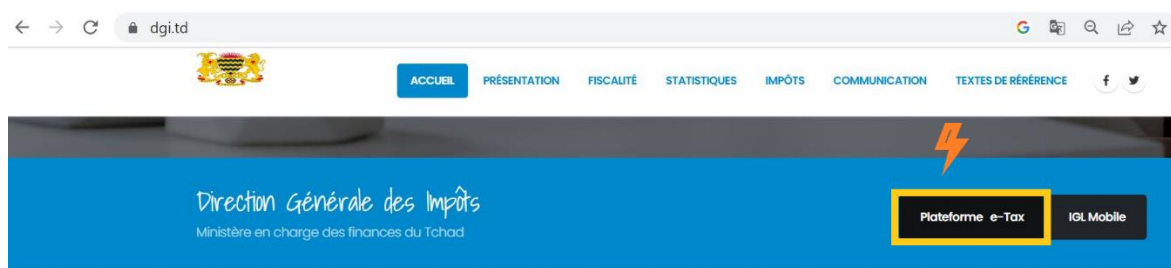 dgi.td
ACCUEIL PRÉSENTATION FISCALITÉ STATISTIQUES IMPÔTS COMMUNICATION TEXTES DE RÉRÉRENCE
Direction Générale des Impôts
Ministère en charge des finances du Tchad
Plateforme e-Tax IGL Mobile